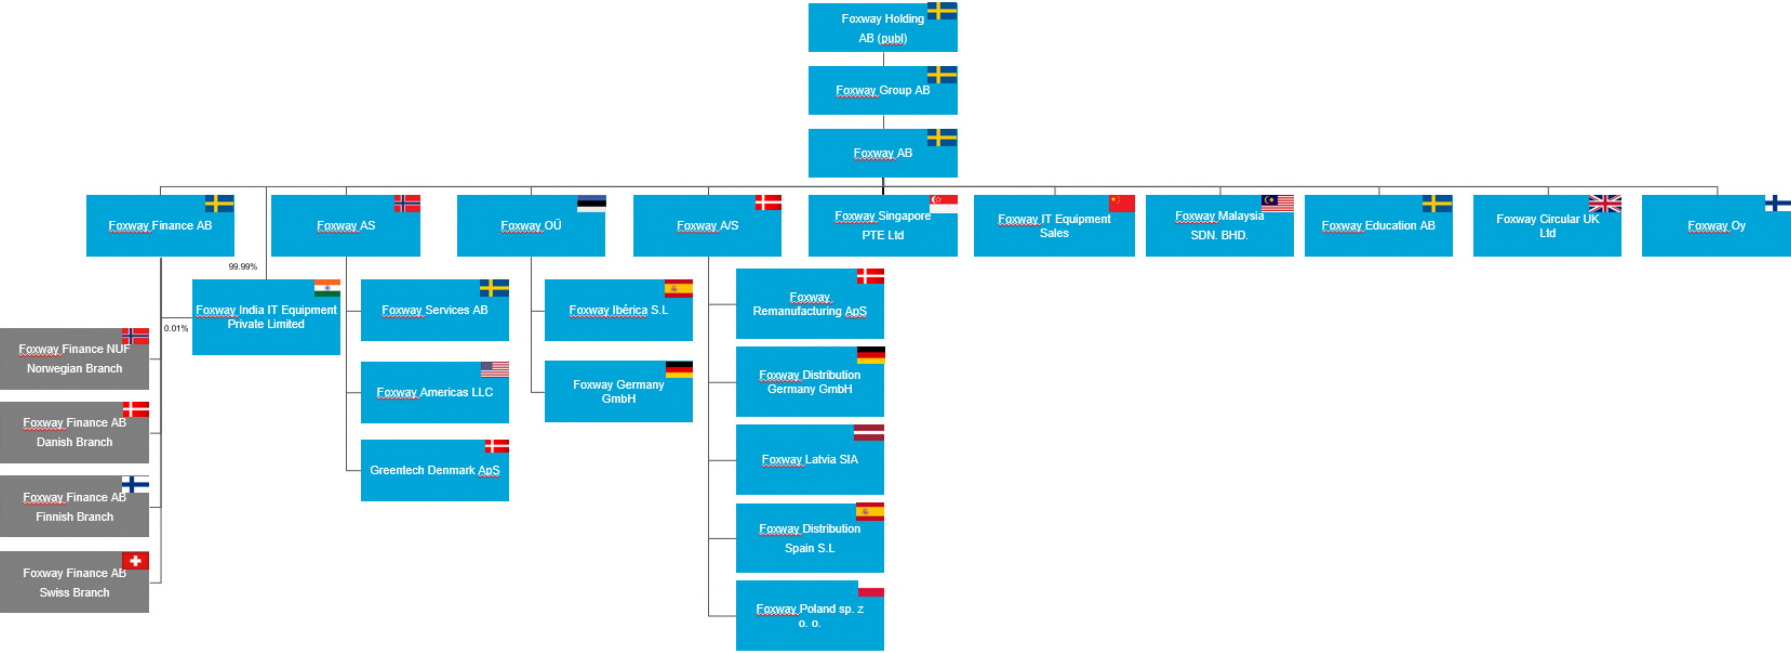 Foxway Holding
AB (publ)
Foxway Group AB
Foxway AB
Foxway Finance AB
Foxway AS
Foxway OÜ
Foxway A/S
Foxway Singapore
PTE Ltd
Foxway IT Equipment
Sales
Foxway Malaysia
SDN. BHD.
Foxway Education AB
Foxway Circular UK
Ltd
Foxway Oy
99.99%
0.01%
Foxway India IT Equipment
Private Limited
Foxway Finance NUF
Norwegian Branch
Foxway Finance AB
Danish Branch
Foxway Finance AB
Finnish Branch
Foxway Finance AB
Swiss Branch
Foxway Services AB
Foxway Americas LLC
Greentech Denmark ApS
Foxway Ibérica S.L
Foxway Germany
GmbH
Foxway
Remanufacturing ApS
Foxway Distribution
Germany GmbH
Foxway Latvia SIA
Foxway Distribution
Spain S.L
Foxway Poland sp. z
o. o.